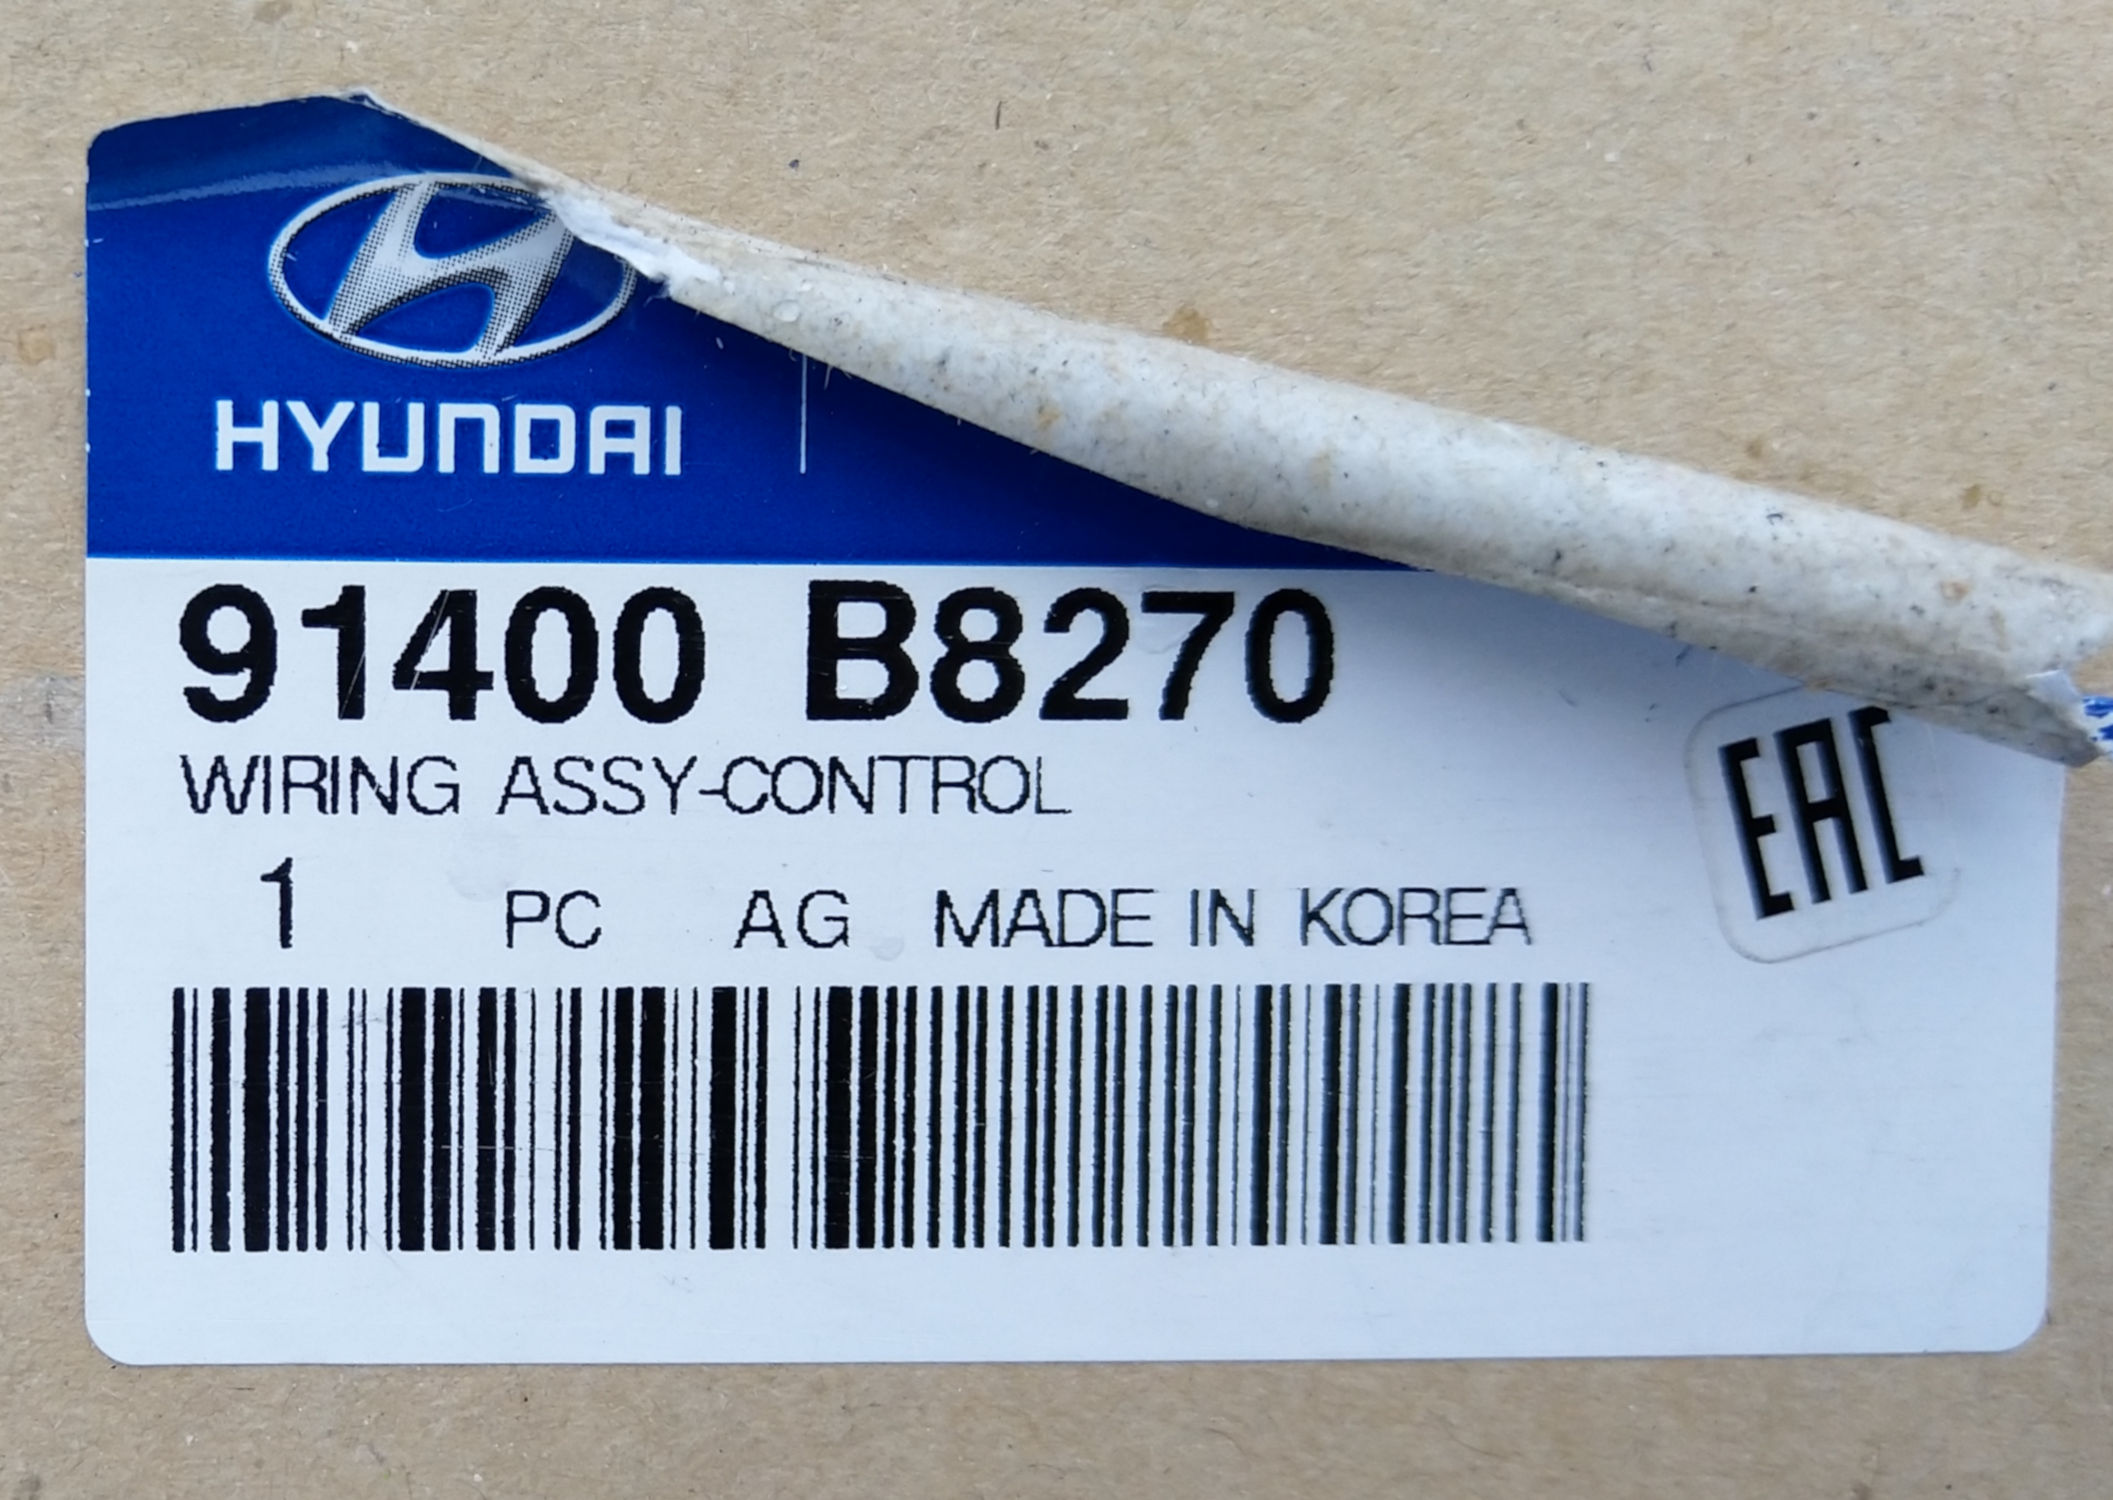 HYUNDAI
91400 B8270
WIRING ASSY-CONTROL
1 PC AG MADE IN KOREA
EAC